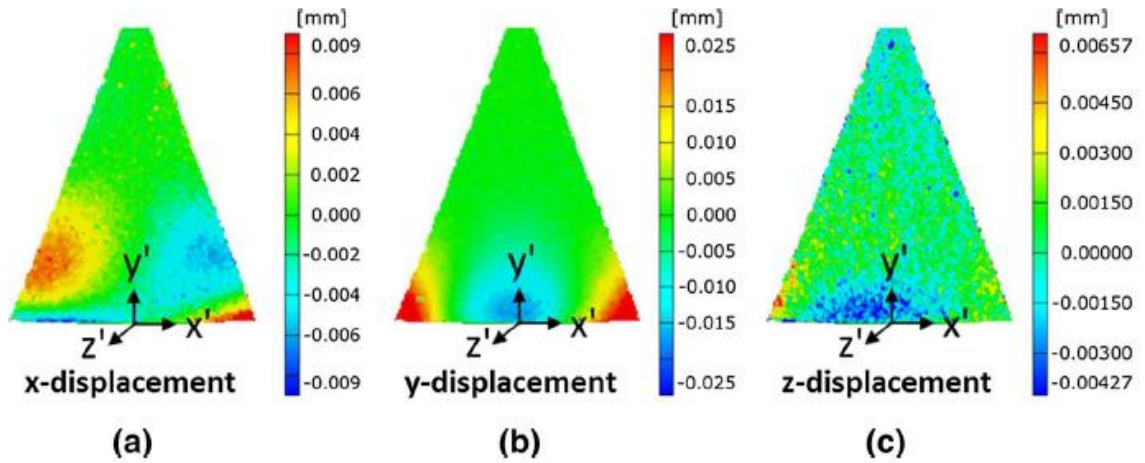 [mm]
0.009
0.006
0.004
0.002
0.000
-0.002
-0.004
-0.006
-0.009
y'
x'
z'
x-displacement
(a)
[mm]
0.025
0.015
0.010
0.005
0.000
-0.005
-0.010
-0.015
-0.025
y'
x'
z'
y-displacement
(b)
[mm]
0.00657
0.00450
0.00300
0.00150
0.00000
-0.00150
-0.00300
-0.00427
y'
x'
z'
z-displacement
(c)